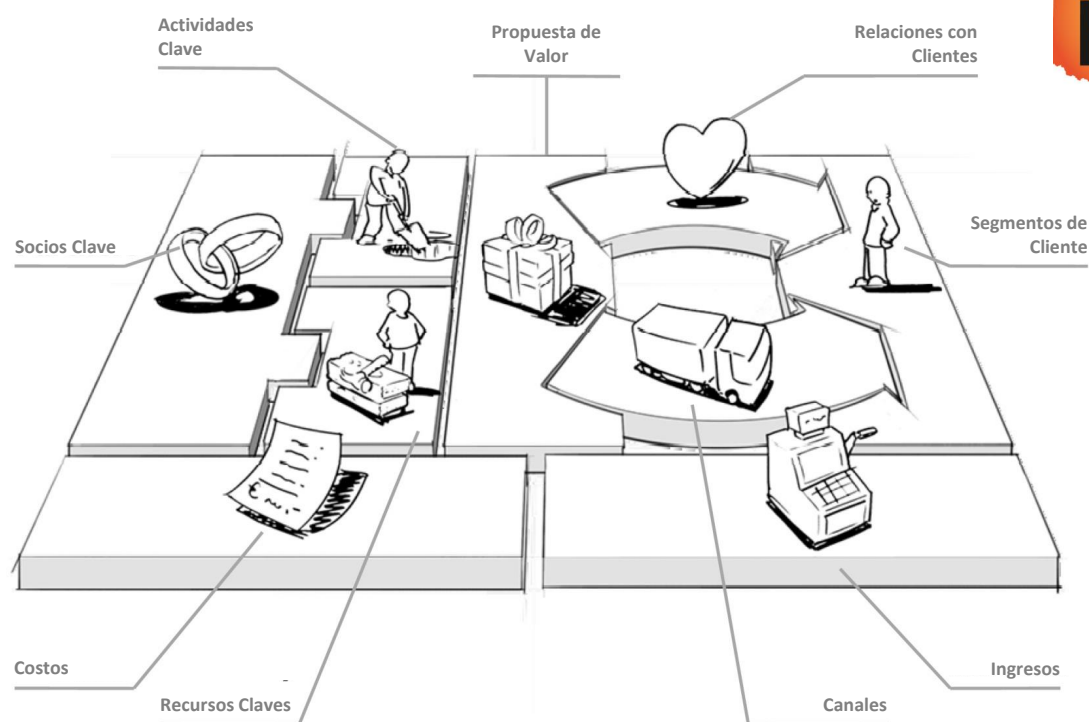 Actividades
Clave
Propuesta de
Valor
Relaciones con
Clientes
Socios Clave
Segmentos de
Cliente
Costos
Ingresos
Recursos Claves
Canales